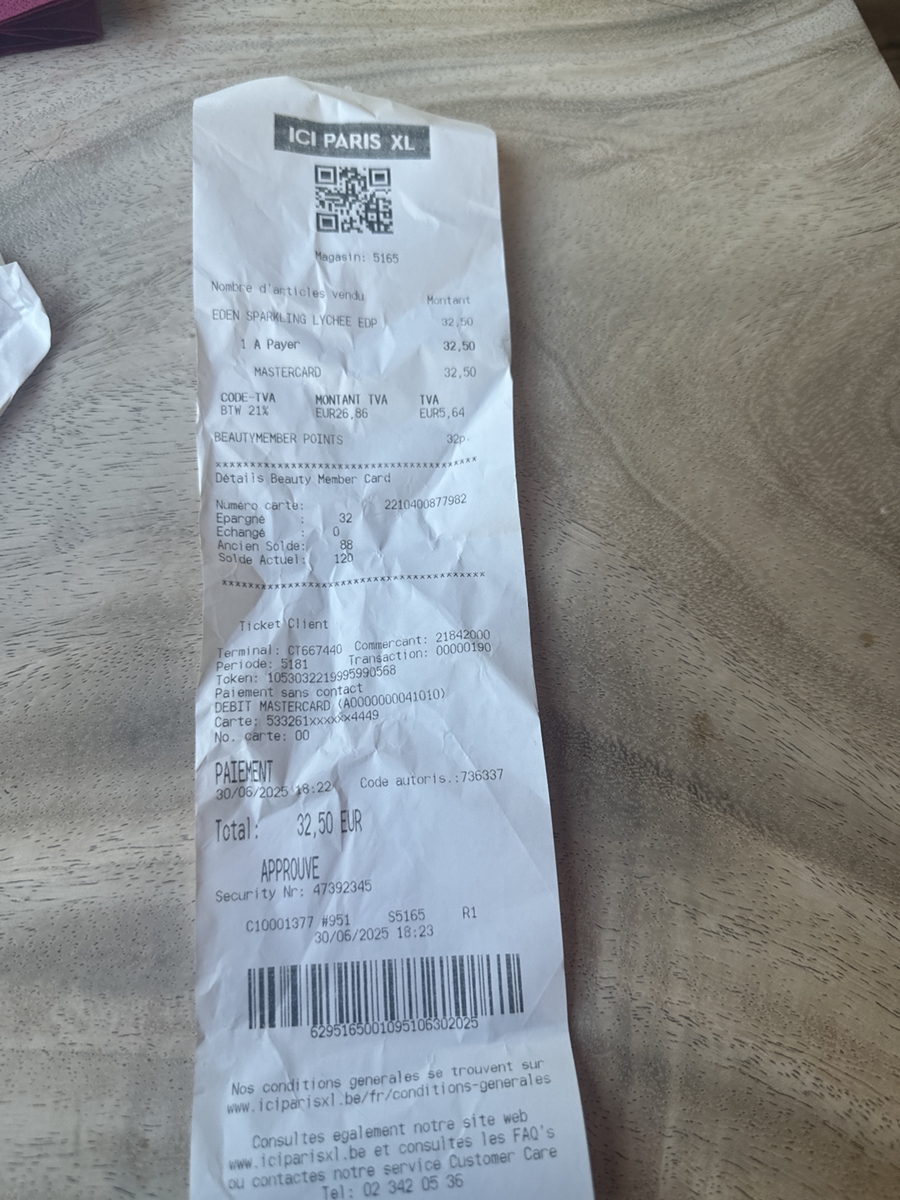 ICI PARIS XL
Magasin: 5165
Nombre d'articles vendu Montant
EDEN SPARKLING LYCHEE EDP 32,50
1 A Payer 32,50
MASTERCARD 32,50
CODE-TVA MONTANT TVA TVA
BTW 21% EUR26,86 EUR5,64
BEAUTYMEMBER POINTS 32p.
×××××××××××××××××××××××××××××××××××××××
Détails Beauty Member Card
Numéro carte: 2210400877982
Epargné : 32
Echangé : 0
Ancien Solde: 88
Solde Actuel: 120
×××××××××××××××××××××××××××××××××××××××
Ticket Client
Terminal: CT667440 Commercant: 21842000
Periode: 5181 Transaction: 00000190
Token: 1053032219995990568
Paiement sans contact
DEBIT MASTERCARD (A0000000041010)
Carte: 533261xxxxxx4449
No. carte: 00
PAIEMENT
30/06/2025 18:22 Code autoris.:736337
Total: 32,50 EUR
APPROUVE
Security Nr: 47392345
C10001377 #951 S5165 R1
30/06/2025 18:23
6295165001095106302025
Nos conditions generales se trouvent sur
www.iciparisxl.be/fr/conditions-generales
Consultes egalement notre site web
www.iciparisxl.be et consultes les FAQ's
ou contactes notre service Customer Care
Tel: 02 342 05 36